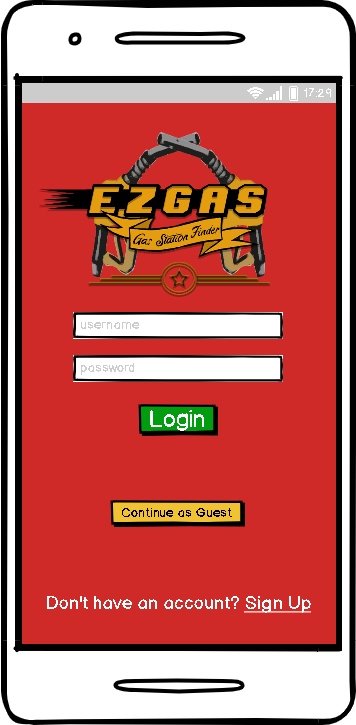 17:29
EZGAS
Gas Station Finder
username
password
Login
Continue as Guest
Don't have an account? Sign Up